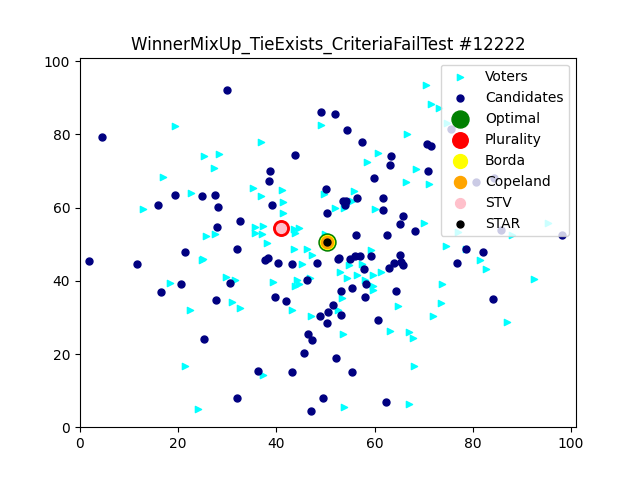 WinnerMixUp_TieExists_CriteriaFailTest #12222
100
80
60
40
20
0
0
20
40
60
80
100
Voters
Candidates
Optimal
Plurality
Borda
Copeland
STV
STAR